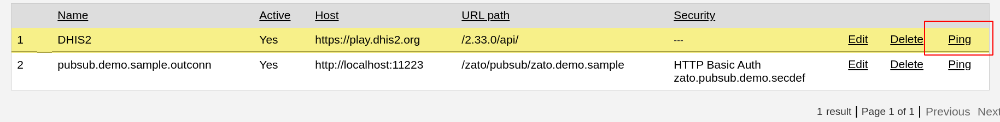 Name Active Host URL path Security
1 DHIS2 Yes https://play.dhis2.org /2.33.0/api/ --- Edit Delete Ping
2 pubsub.demo.sample.outconn Yes http://localhost:11223 /zato/pubsub/zato.demo.sample HTTP Basic Auth Edit Delete Ping
zato.pubsub.demo.secdef
1 result | Page 1 of 1 | Previous Next